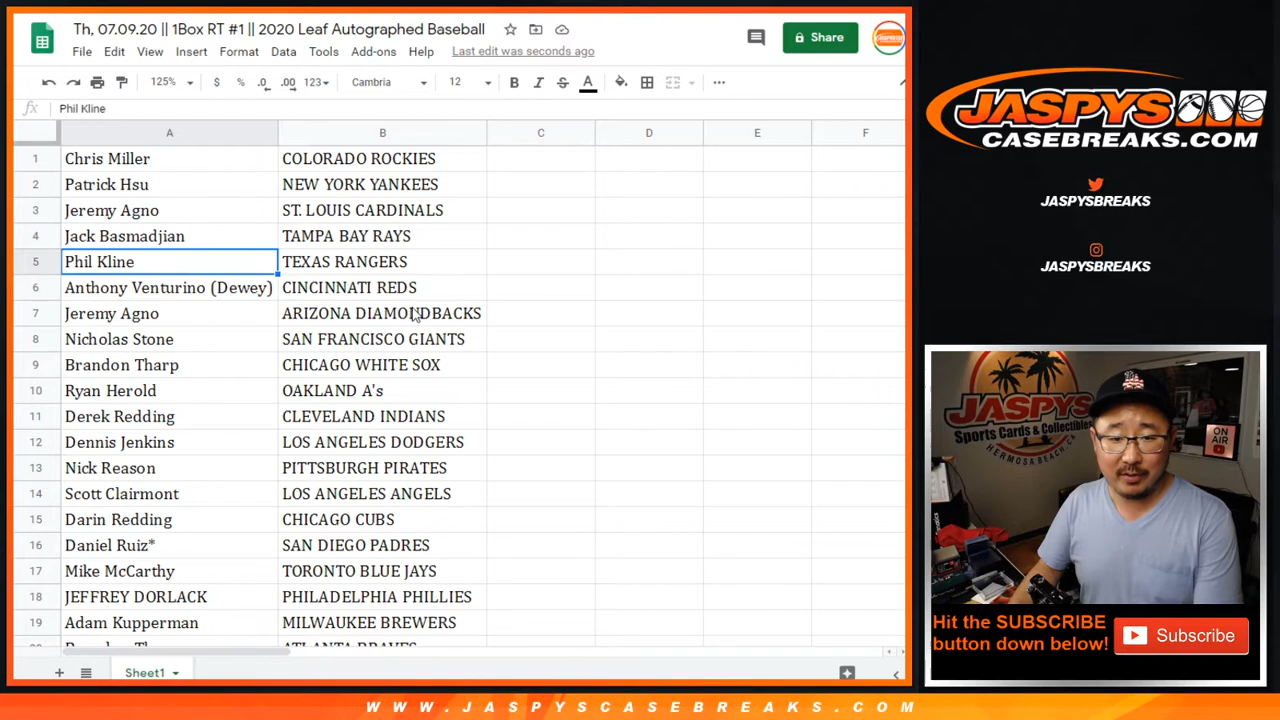 Th, 07.09.20 || 1Box RT #1 || 2020 Leaf Autographed Baseball
File Edit View Insert Format Data Tools Add-ons Help Last edit was seconds ago
Share
125% $ % .0 .00 123 Cambria 12 B I S A
fx Phil Kline
A B C D E F
1 Chris Miller COLORADO ROCKIES
2 Patrick Hsu NEW YORK YANKEES
3 Jeremy Agno ST. LOUIS CARDINALS
4 Jack Basmadjian TAMPA BAY RAYS
5 Phil Kline TEXAS RANGERS
6 Anthony Venturino (Dewey) CINCINNATI REDS
7 Jeremy Agno ARIZONA DIAMONDBACKS
8 Nicholas Stone SAN FRANCISCO GIANTS
9 Brandon Tharp CHICAGO WHITE SOX
10 Ryan Herold OAKLAND A's
11 Derek Redding CLEVELAND INDIANS
12 Dennis Jenkins LOS ANGELES DODGERS
13 Nick Reason PITTSBURGH PIRATES
14 Scott Clairmont LOS ANGELES ANGELS
15 Darin Redding CHICAGO CUBS
16 Daniel Ruiz* SAN DIEGO PADRES
17 Mike McCarthy TORONTO BLUE JAYS
18 JEFFREY DORLACK PHILADELPHIA PHILLIES
19 Adam Kupperman MILWAUKEE BREWERS
ATLANTA BRAVES
Sheet1
JASPYS
CASEBREAKS.COM
JASPYSBREAKS
JASPYSBREAKS
JASPYS
Sports Cards & Collectibles
HERMOSA BEACH, CA
ON AIR
Hit the SUBSCRIBE
button down below!
Subscribe
WWW.JASPYSCASEBREAKS.COM